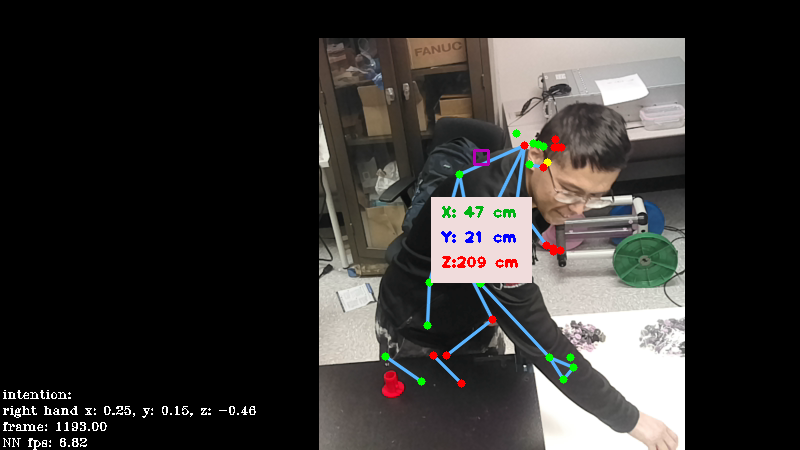 FANUC
X: 47 cm
Y: 21 cm
Z:209 cm
intention:
right hand x: 0.25, y: 0.15, z: -0.46
frame: 1193.00
NN fps: 6.82